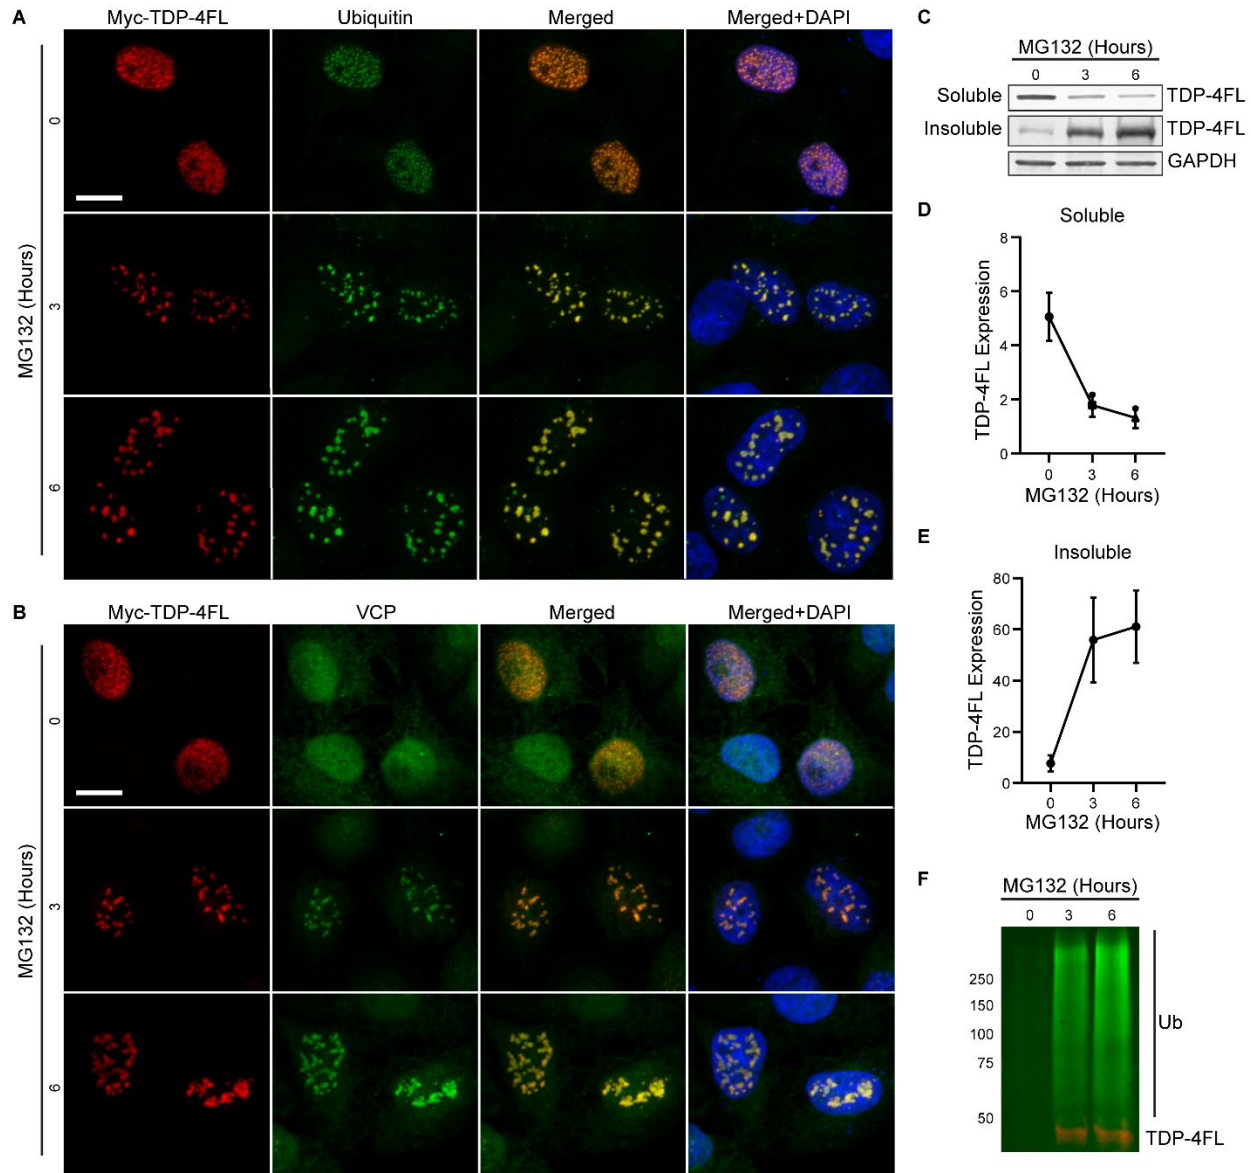 A
Myc-TDP-4FL Ubiquitin Merged Merged+DAPI
MG132 (Hours)
0
3
6
B
Myc-TDP-4FL VCP Merged Merged+DAPI
MG132 (Hours)
0
3
6
C
MG132 (Hours)
0 3 6
Soluble TDP-4FL
Insoluble TDP-4FL
GAPDH
D
Soluble
TDP-4FL Expression
8
6
4
2
0
0 3 6
MG132 (Hours)
E
Insoluble
TDP-4FL Expression
80
60
40
20
0
0 3 6
MG132 (Hours)
F
MG132 (Hours)
0 3 6
250
150
100
75
50
Ub
TDP-4FL